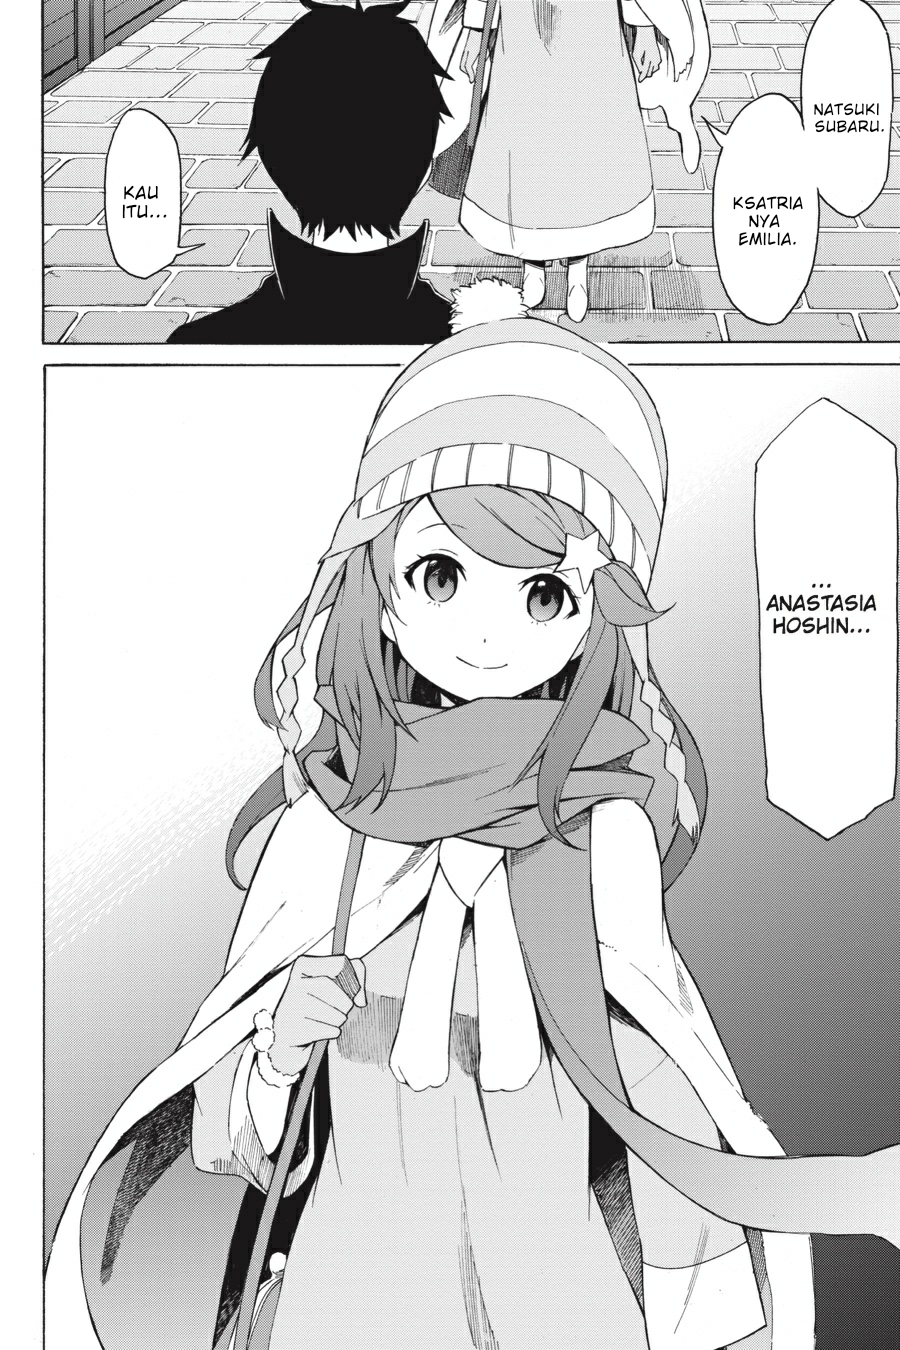 NATSUKI
SUBARU.
KSATRIA
NYA
EMILIA.
KAU
ITU...
...
ANASTASIA
HOSHIN...